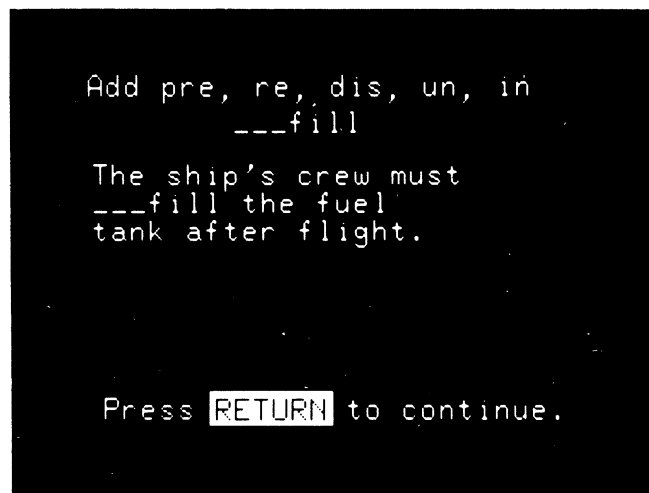 Add pre, re, dis, un, in
___fill
The ship's crew must
___fill the fuel
tank after flight.
Press RETURN to continue.